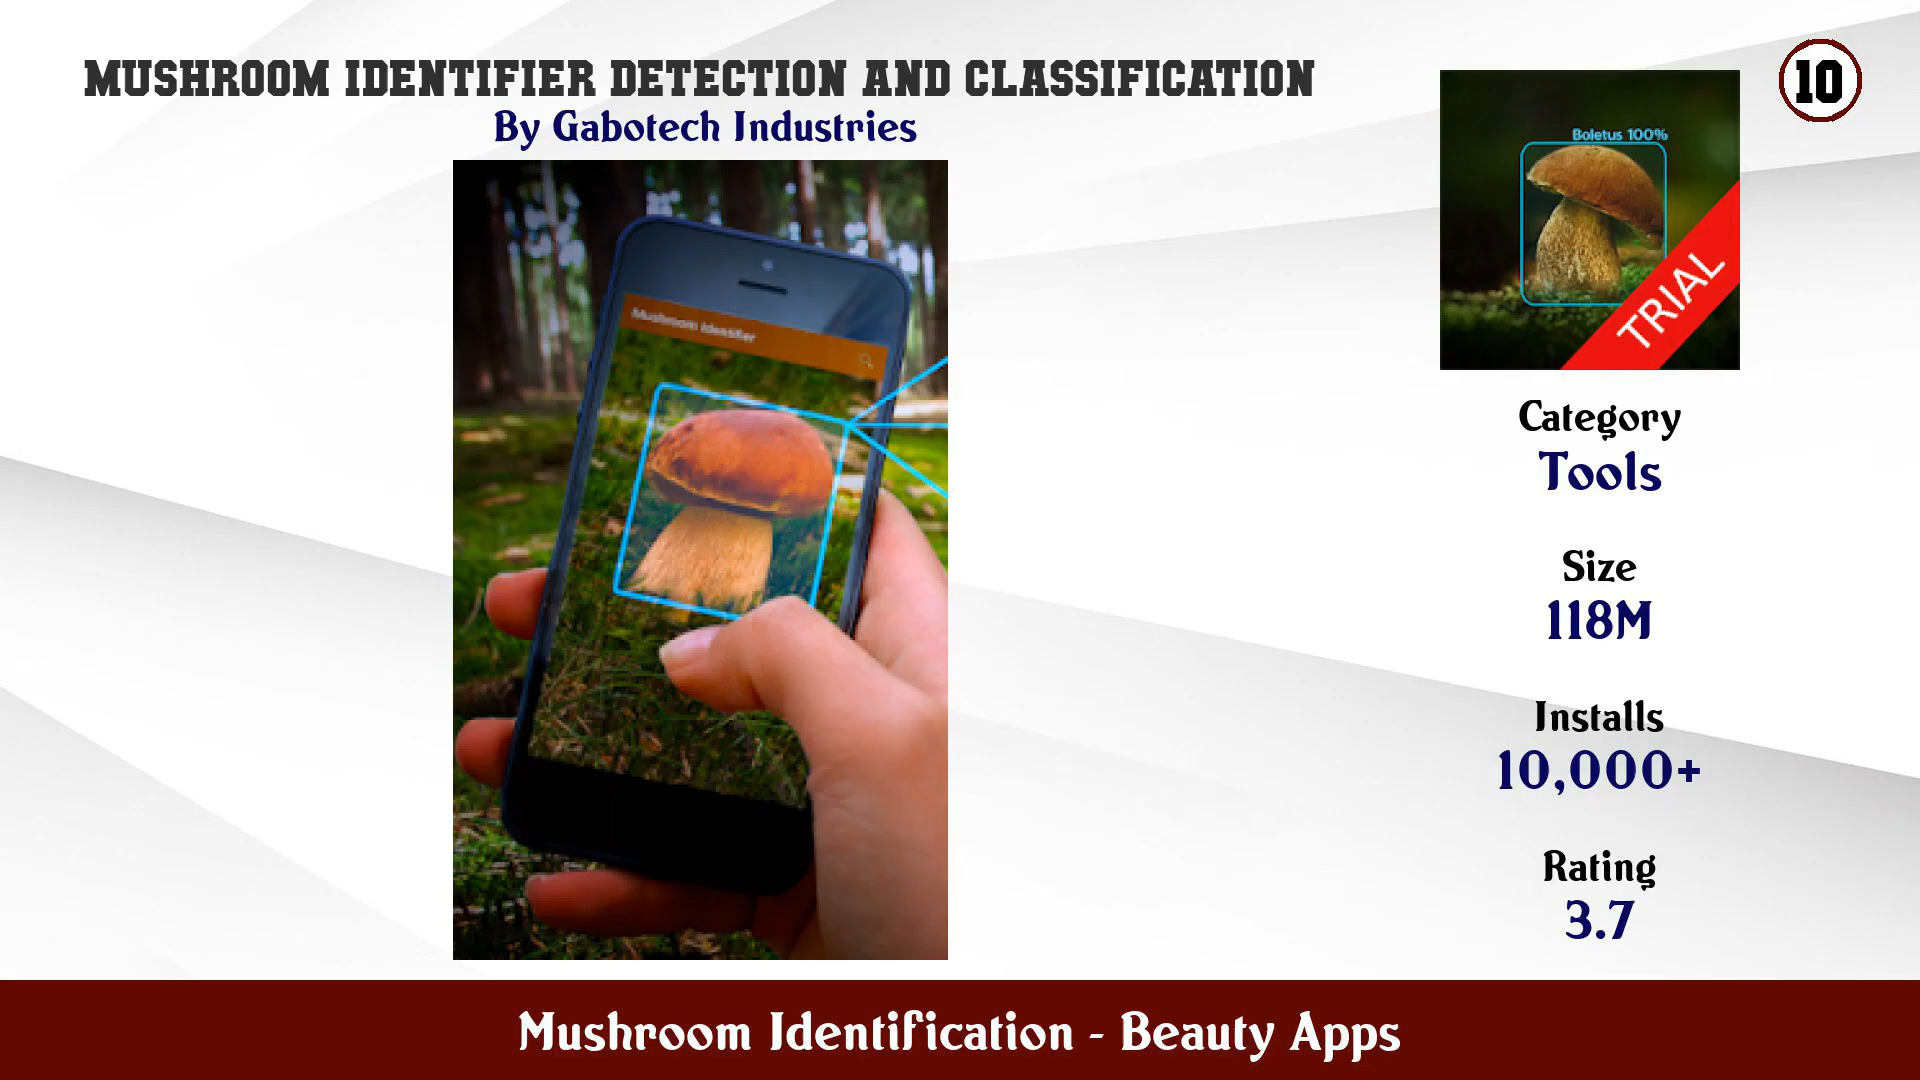 MUSHROOM IDENTIFIER DETECTION AND CLASSIFICATION
By Gabotech Industries
10
Mushroom Identifier
Boletus 100%
TRIAL
Category
Tools
Size
118M
Installs
10,000+
Rating
3.7
Mushroom Identification - Beauty Apps